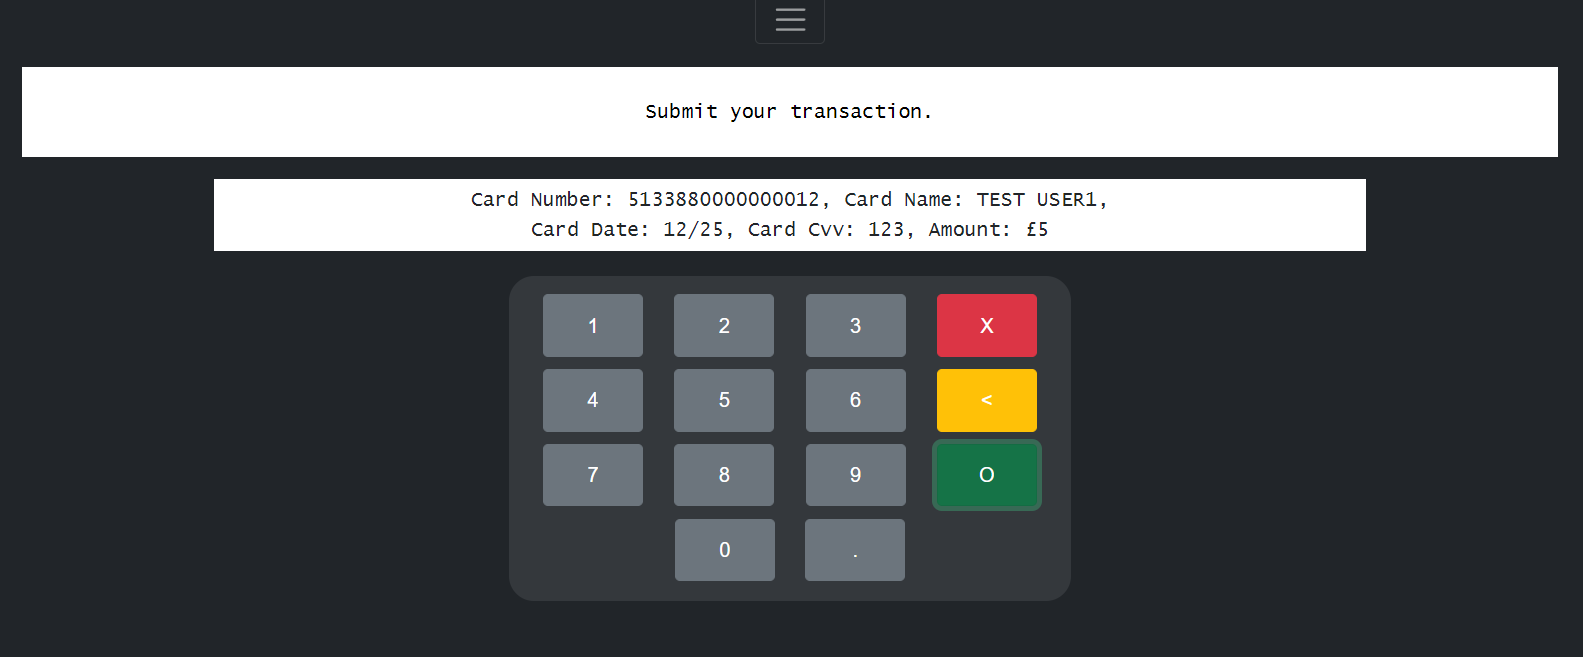 Submit your transaction.
Card Number: 5133880000000012, Card Name: TEST USER1,
Card Date: 12/25, Card Cvv: 123, Amount: £5
1 2 3 X
4 5 6 <
7 8 9 O
0 .